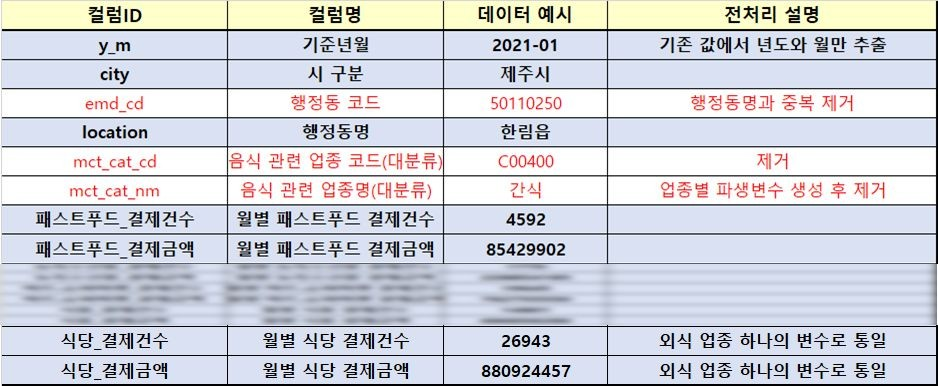 컬럼ID 컬럼명 데이터 예시 전처리 설명
y_m 기준년월 2021-01 기존 값에서 년도와 월만 추출
city 시 구분 제주시
emd_cd 행정동 코드 50110250 행정동명과 중복 제거
location 행정동명 한림읍
mct_cat_cd 음식 관련 업종 코드(대분류) C00400 제거
mct_cat_nm 음식 관련 업종명(대분류) 간식 업종별 파생변수 생성 후 제거
패스트푸드_결제건수 월별 패스트푸드 결제건수 4592
패스트푸드_결제금액 월별 패스트푸드 결제금액 85429902
식당_결제건수 월별 식당 결제건수 26943 외식 업종 하나의 변수로 통일
식당_결제금액 월별 식당 결제금액 880924457 외식 업종 하나의 변수로 통일